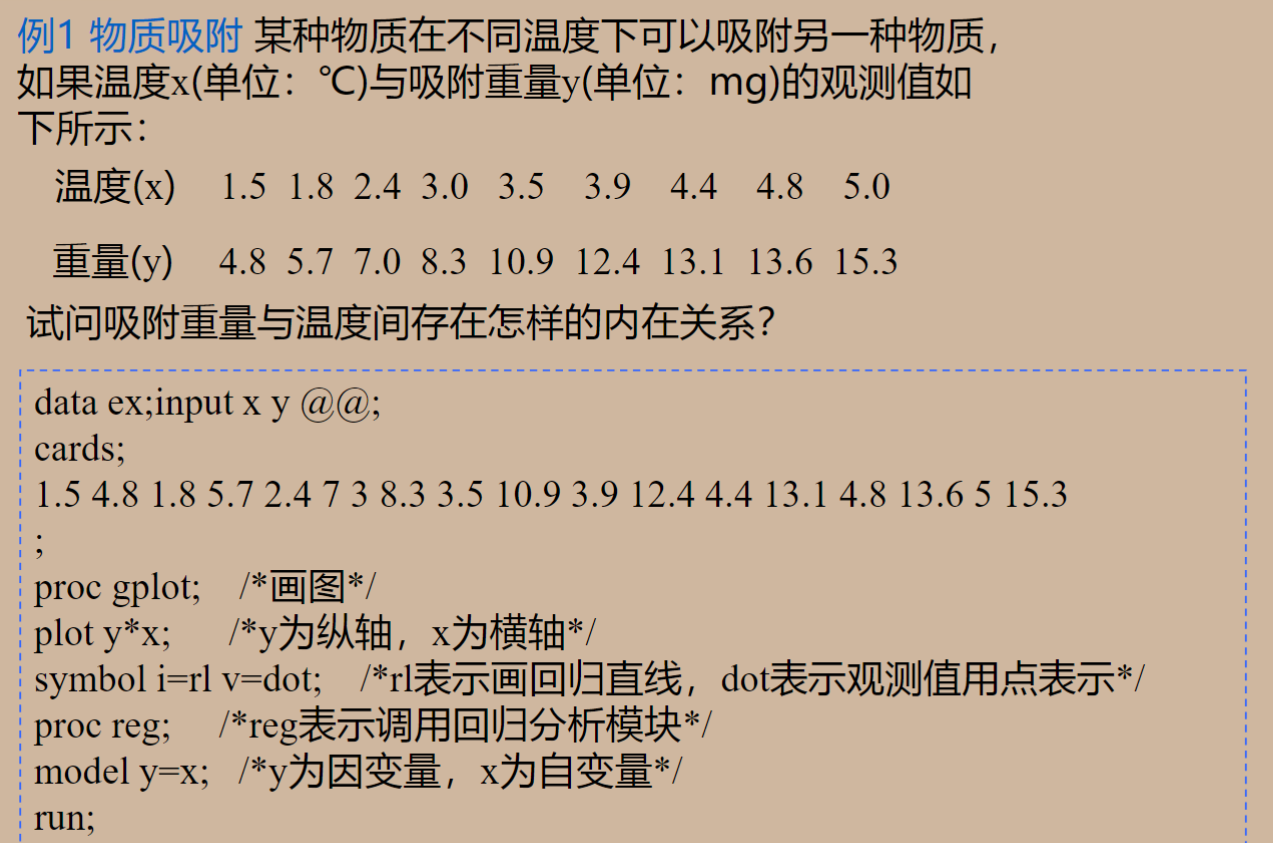 例1 物质吸附 某种物质在不同温度下可以吸附另一种物质，
如果温度x(单位：℃)与吸附重量y(单位：mg)的观测值如
下所示：
温度(x) 1.5 1.8 2.4 3.0 3.5 3.9 4.4 4.8 5.0
重量(y) 4.8 5.7 7.0 8.3 10.9 12.4 13.1 13.6 15.3
试问吸附重量与温度间存在怎样的内在关系？
data ex;input x y @@;
cards;
1.5 4.8 1.8 5.7 2.4 7 3 8.3 3.5 10.9 3.9 12.4 4.4 13.1 4.8 13.6 5 15.3
;
proc gplot; /*画图*/
plot y*x; /*y为纵轴，x为横轴*/
symbol i=rl v=dot; /*rl表示画回归直线，dot表示观测值用点表示*/
proc reg; /*reg表示调用回归分析模块*/
model y=x; /*y为因变量，x为自变量*/
run;